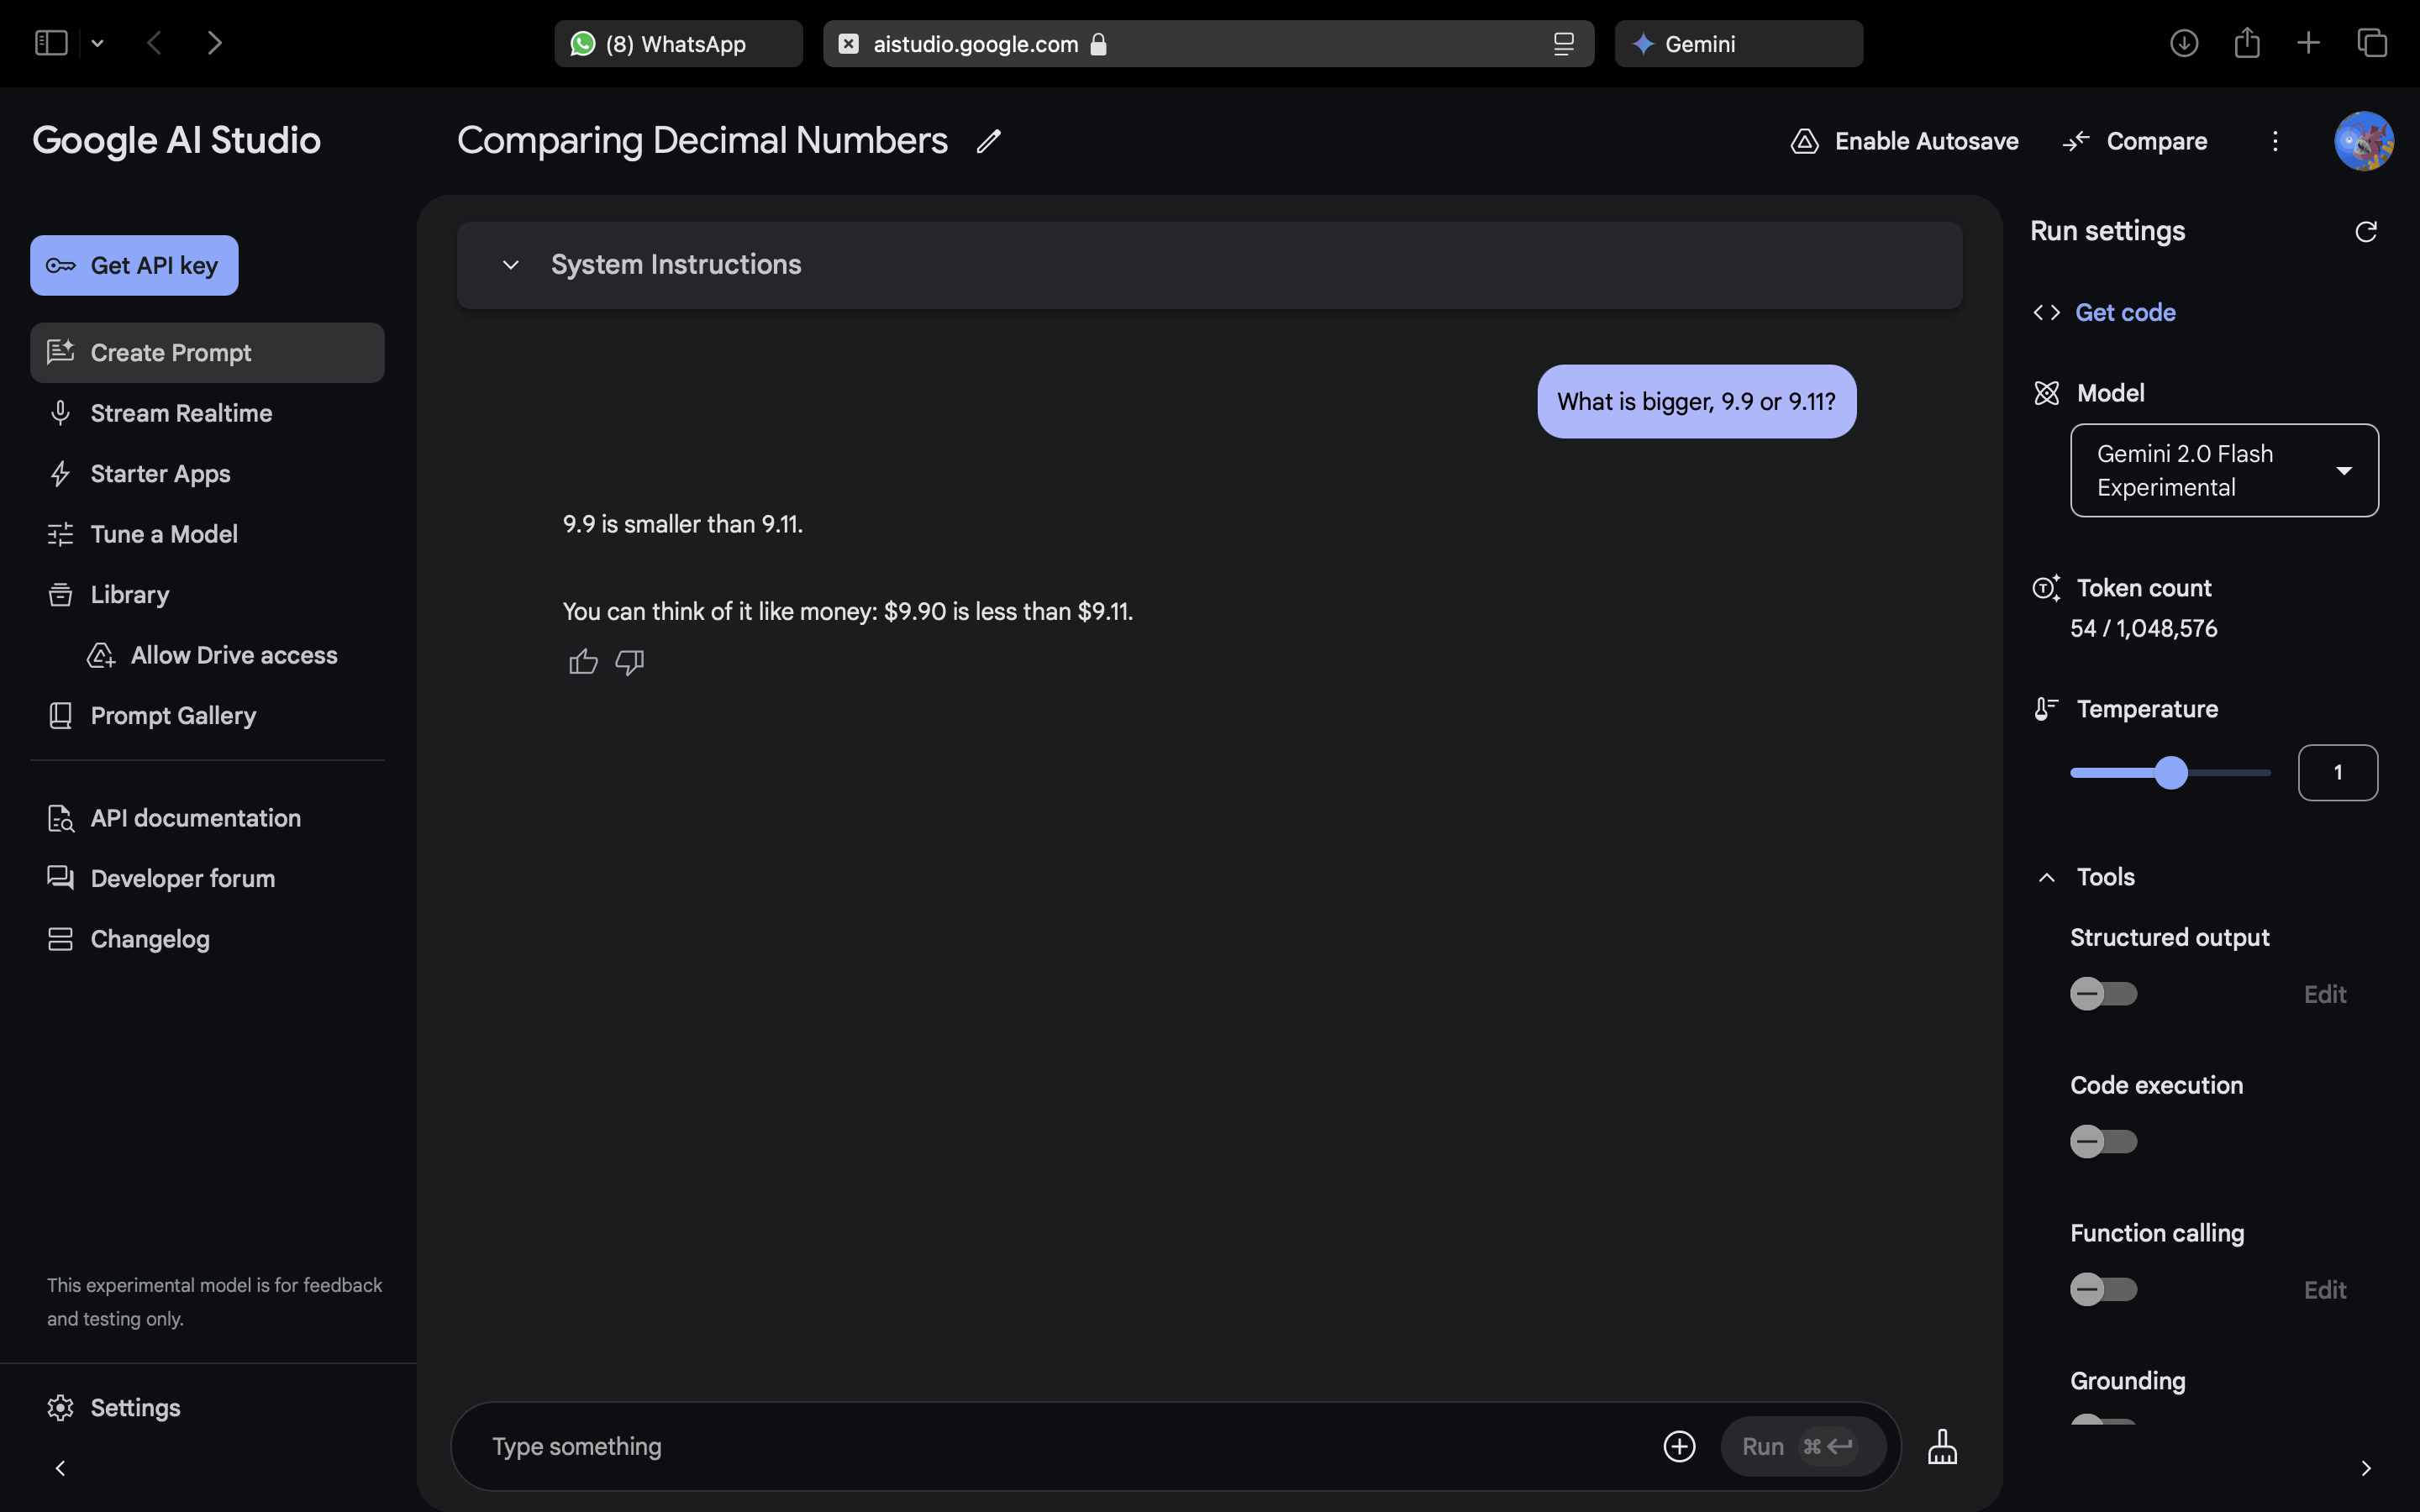 (8) WhatsApp
aistudio.google.com
Gemini
Google AI Studio
Comparing Decimal Numbers
Enable Autosave
Compare
Get API key
Create Prompt
Stream Realtime
Starter Apps
Tune a Model
Library
Allow Drive access
Prompt Gallery
API documentation
Developer forum
Changelog
This experimental model is for feedback
and testing only.
Settings
System Instructions
What is bigger, 9.9 or 9.11?
9.9 is smaller than 9.11.
You can think of it like money: $9.90 is less than $9.11.
Type something
Run ⌘↵
Run settings
Get code
Model
Gemini 2.0 Flash
Experimental
Token count
54 / 1,048,576
Temperature
1
Tools
Structured output
Edit
Code execution
Function calling
Edit
Grounding